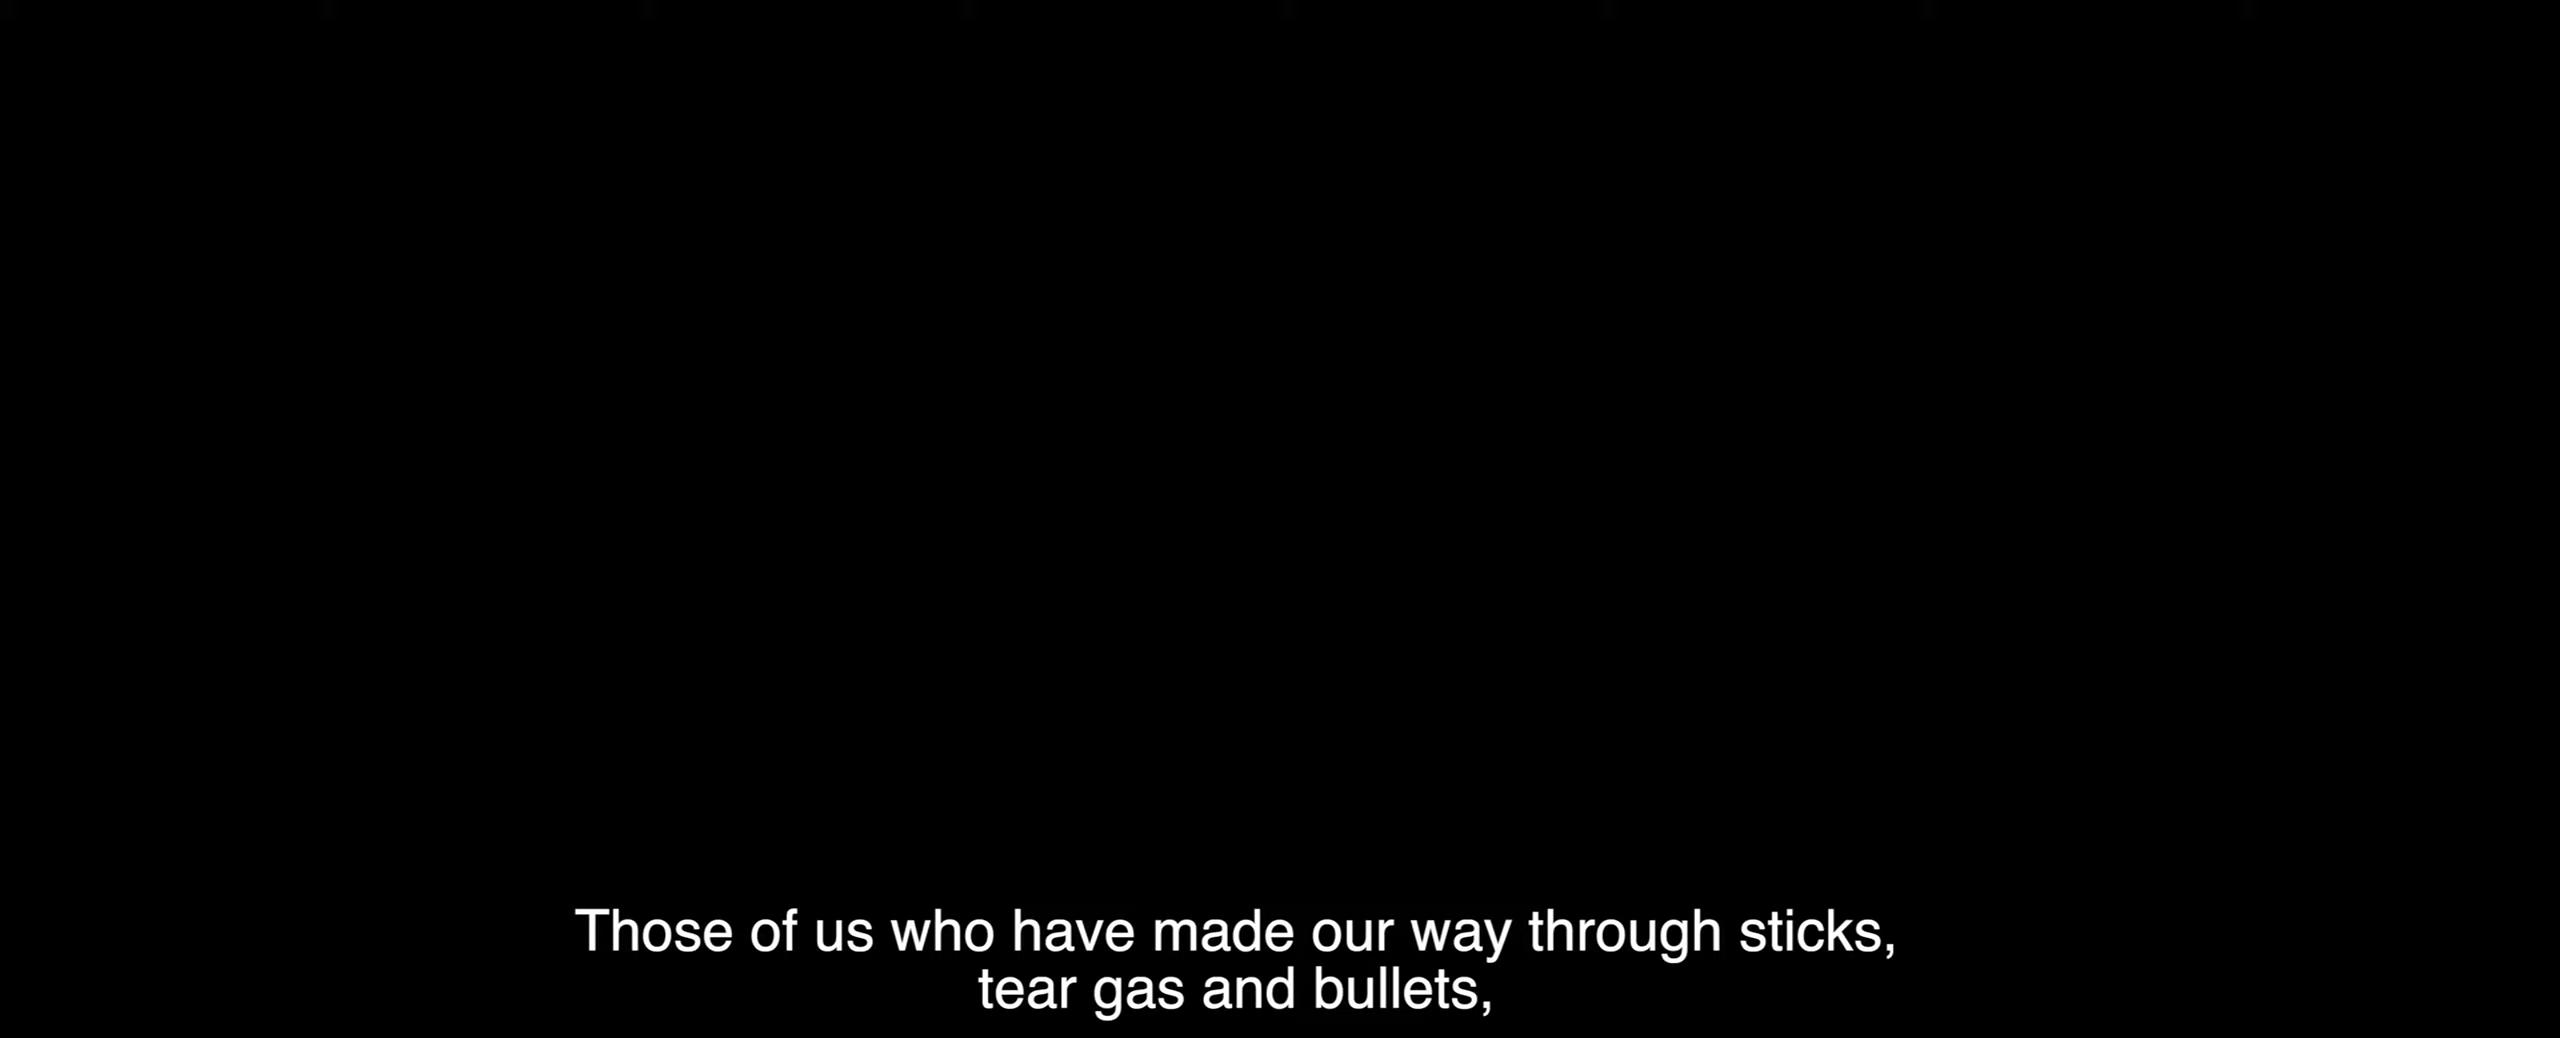 Those of us who have made our way through sticks,
tear gas and bullets,